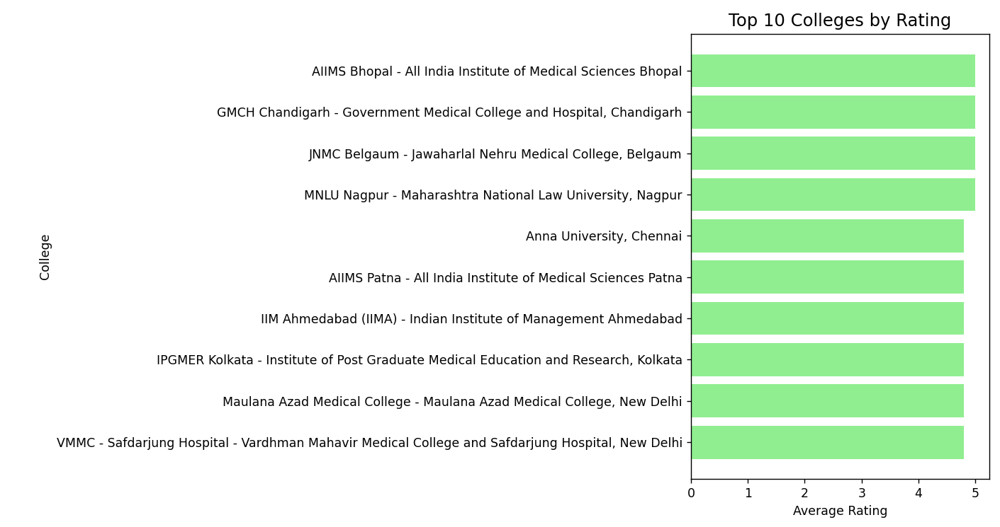 Top 10 Colleges by Rating
AIIMS Bhopal - All India Institute of Medical Sciences Bhopal
GMCH Chandigarh - Government Medical College and Hospital, Chandigarh
JNMC Belgaum - Jawaharlal Nehru Medical College, Belgaum
MNLU Nagpur - Maharashtra National Law University, Nagpur
Anna University, Chennai
AIIMS Patna - All India Institute of Medical Sciences Patna
IIM Ahmedabad (IIMA) - Indian Institute of Management Ahmedabad
IPGMER Kolkata - Institute of Post Graduate Medical Education and Research, Kolkata
Maulana Azad Medical College - Maulana Azad Medical College, New Delhi
VMMC - Safdarjung Hospital - Vardhman Mahavir Medical College and Safdarjung Hospital, New Delhi
College
0 1 2 3 4 5
Average Rating